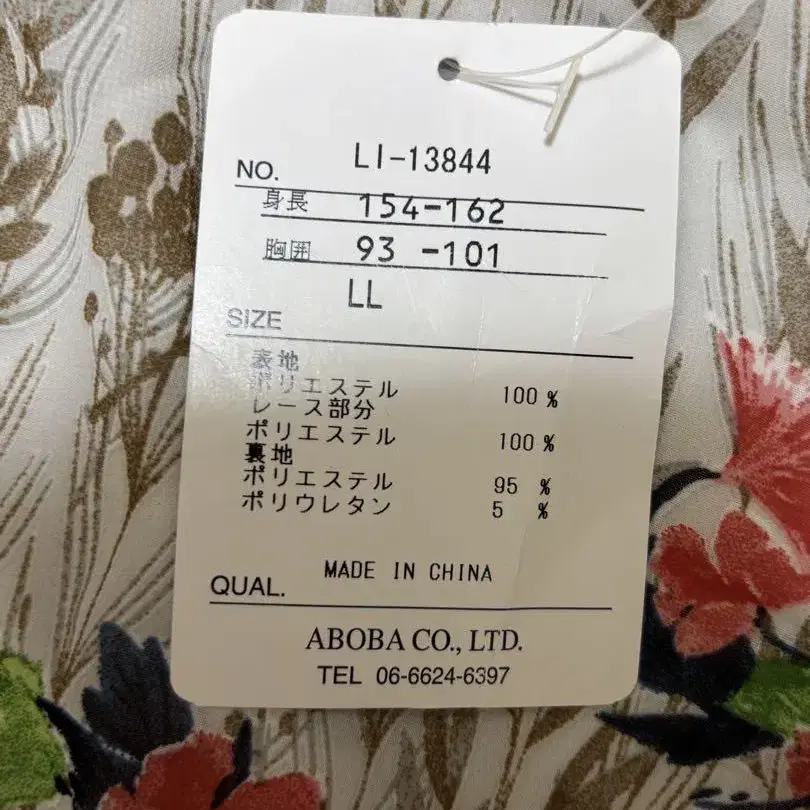 NO. LI-13844
身長 154-162
胸囲 93 -101
SIZE LL
表地
ポリエステル 100 %
レース部分
ポリエステル 100 %
裏地
ポリエステル 95 %
ポリウレタン 5 %
QUAL. MADE IN CHINA
ABOBA CO., LTD.
TEL 06-6624-6397